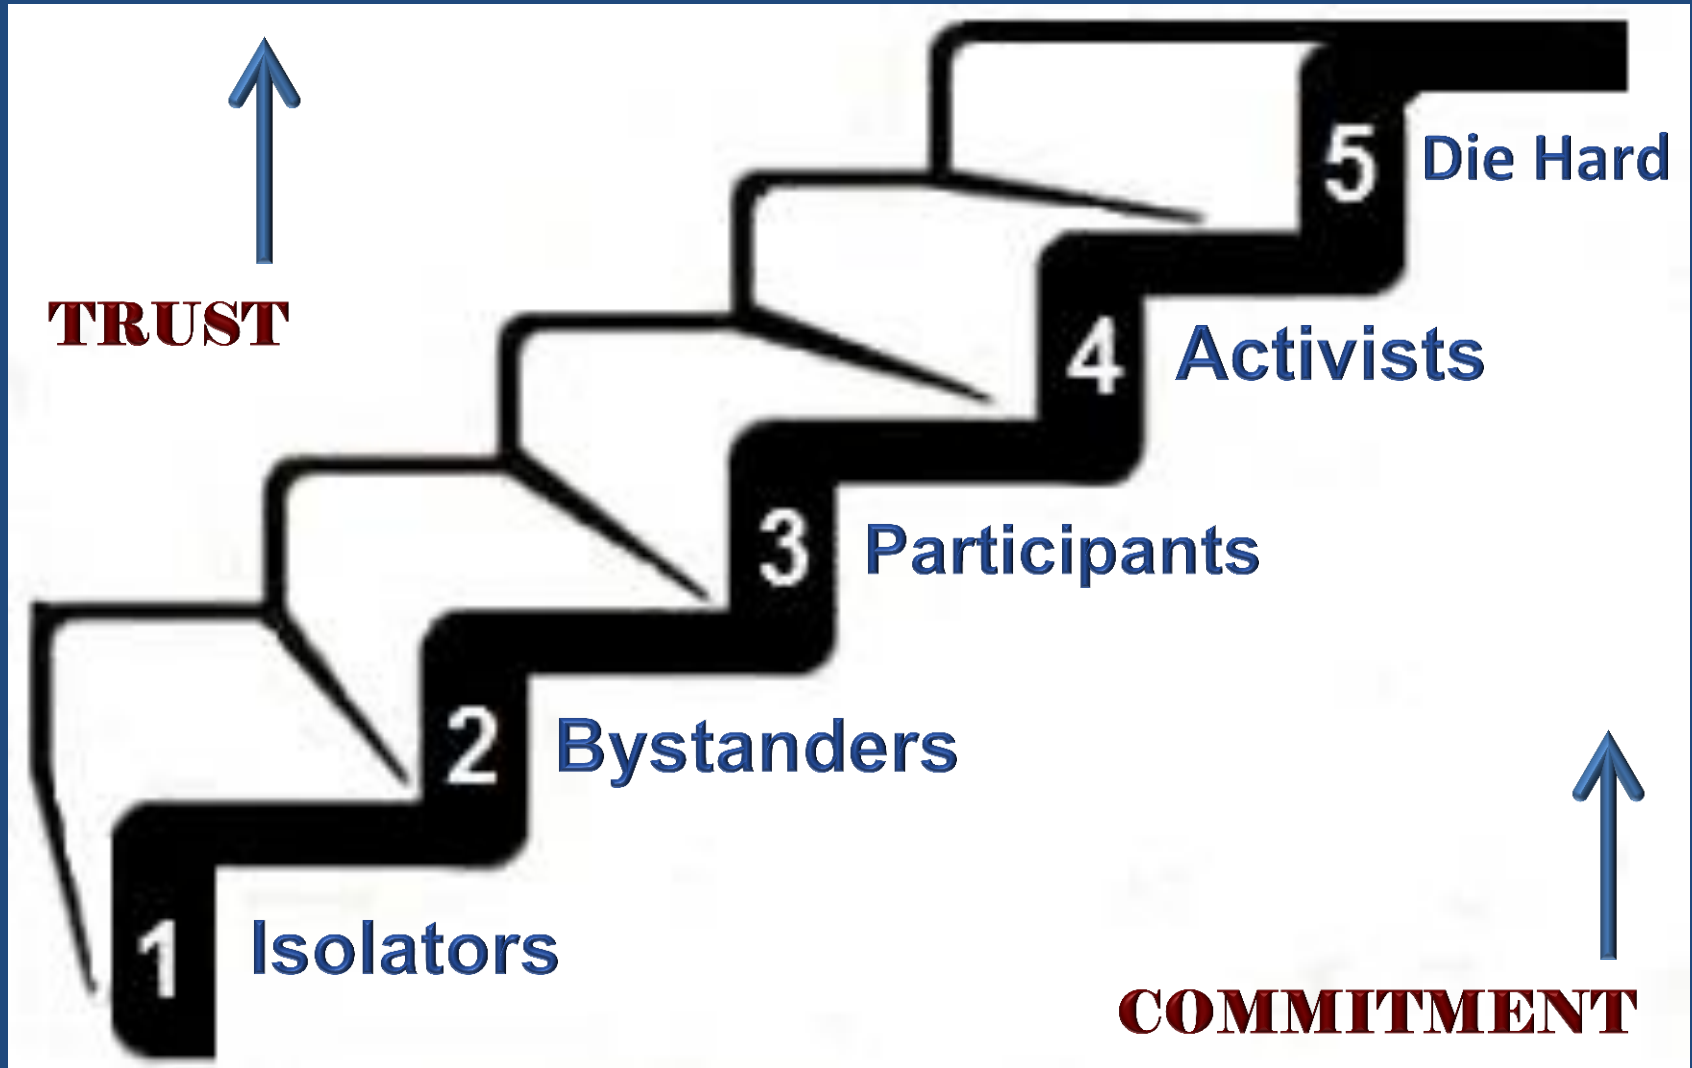 5 Die Hard
TRUST
4 Activists
3 Participants
2 Bystanders
1 Isolators
COMMITMENT